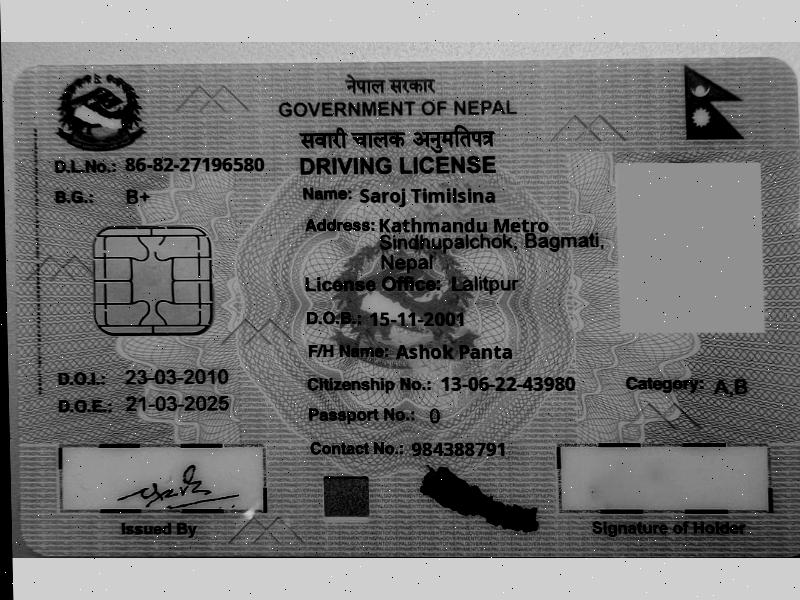 नेपाल सरकार
GOVERNMENT OF NEPAL
सवारी चालक अनुमतिपत्र
DRIVING LICENSE
D.L.No.: 86-82-27196580
B.G.: B+
Name: Saroj Timilsina
Address: Kathmandu Metro
Sindhupalchok, Bagmati,
Nepal
License Office: Lalitpur
D.O.B.: 15-11-2001
F/H Name: Ashok Panta
D.O.I.: 23-03-2010
Citizenship No.: 13-06-22-43980
Category: A,B
D.O.E.: 21-03-2025
Passport No.: 0
Contact No.: 984388791
Issued By
Signature of Holder